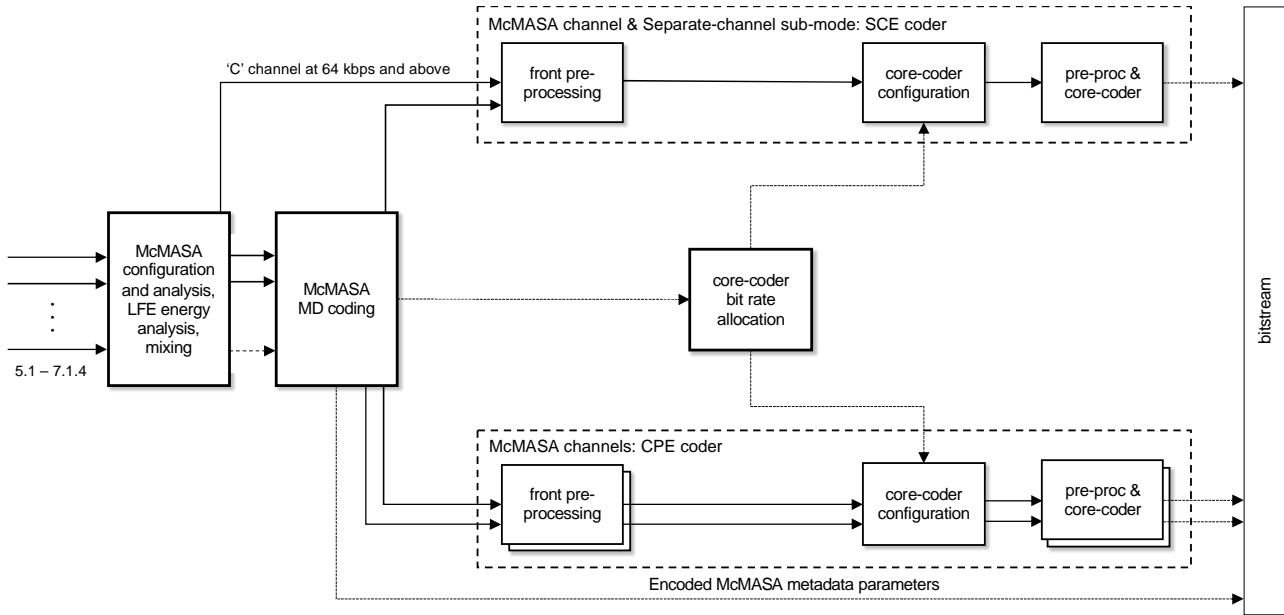 McMASA channel & Separate-channel sub-mode: SCE coder
‘C’ channel at 64 kbps and above
front pre-
processing
core-coder
configuration
pre-proc &
core-coder
McMASA
configuration
and analysis,
LFE energy
analysis,
mixing
McMASA
MD coding
core-coder
bit rate
allocation
bitstream
5.1 – 7.1.4
McMASA channels: CPE coder
front pre-
processing
core-coder
configuration
pre-proc &
core-coder
Encoded McMASA metadata parameters